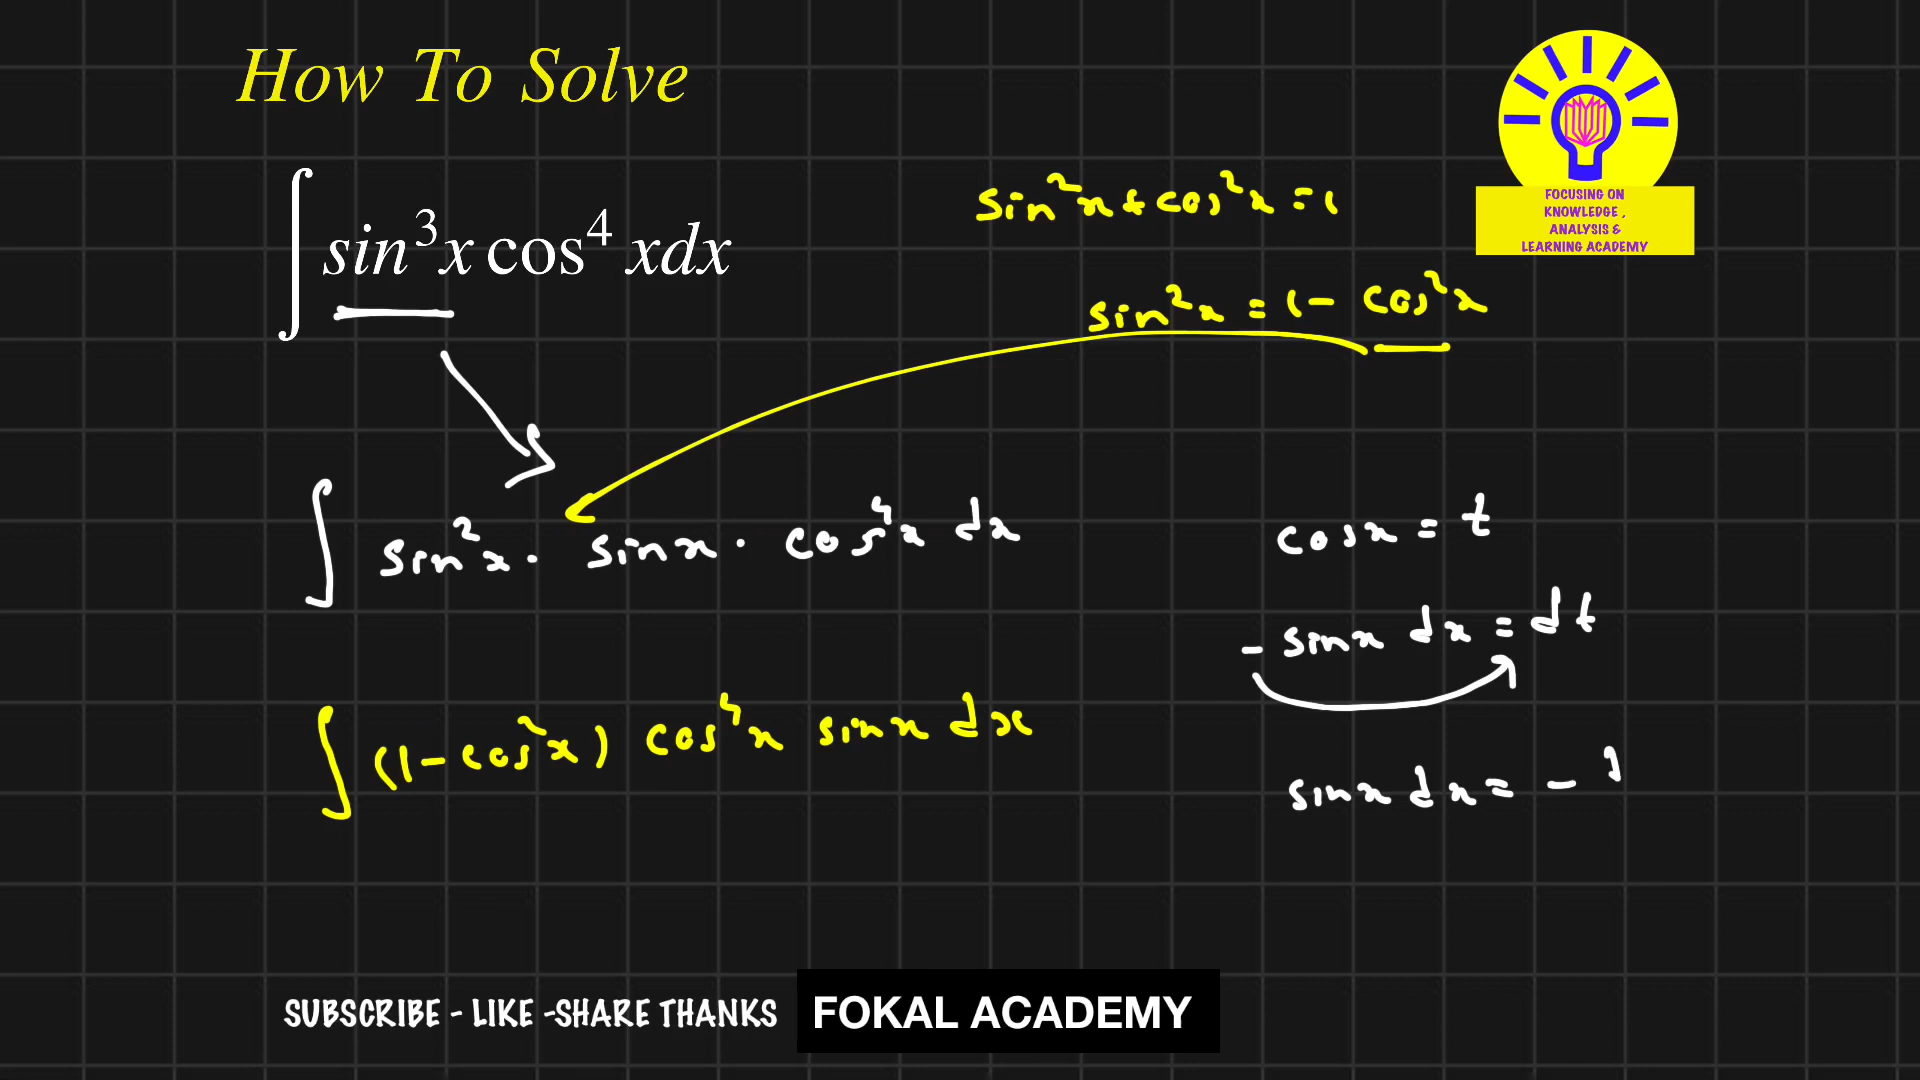 How To Solve
∫ sin³x cos⁴ xdx
sin²x + cos²x = 1
sin²x = 1 - cos²x
FOCUSING ON
KNOWLEDGE ,
ANALYSIS &
LEARNING ACADEMY
∫ sin²x · sinx · cos⁴x dx
cosx = t
- sinx dx = dt
∫ (1-cos²x) cos⁴x sinx dx
sinx dx = -
SUBSCRIBE - LIKE -SHARE THANKS
FOKAL ACADEMY